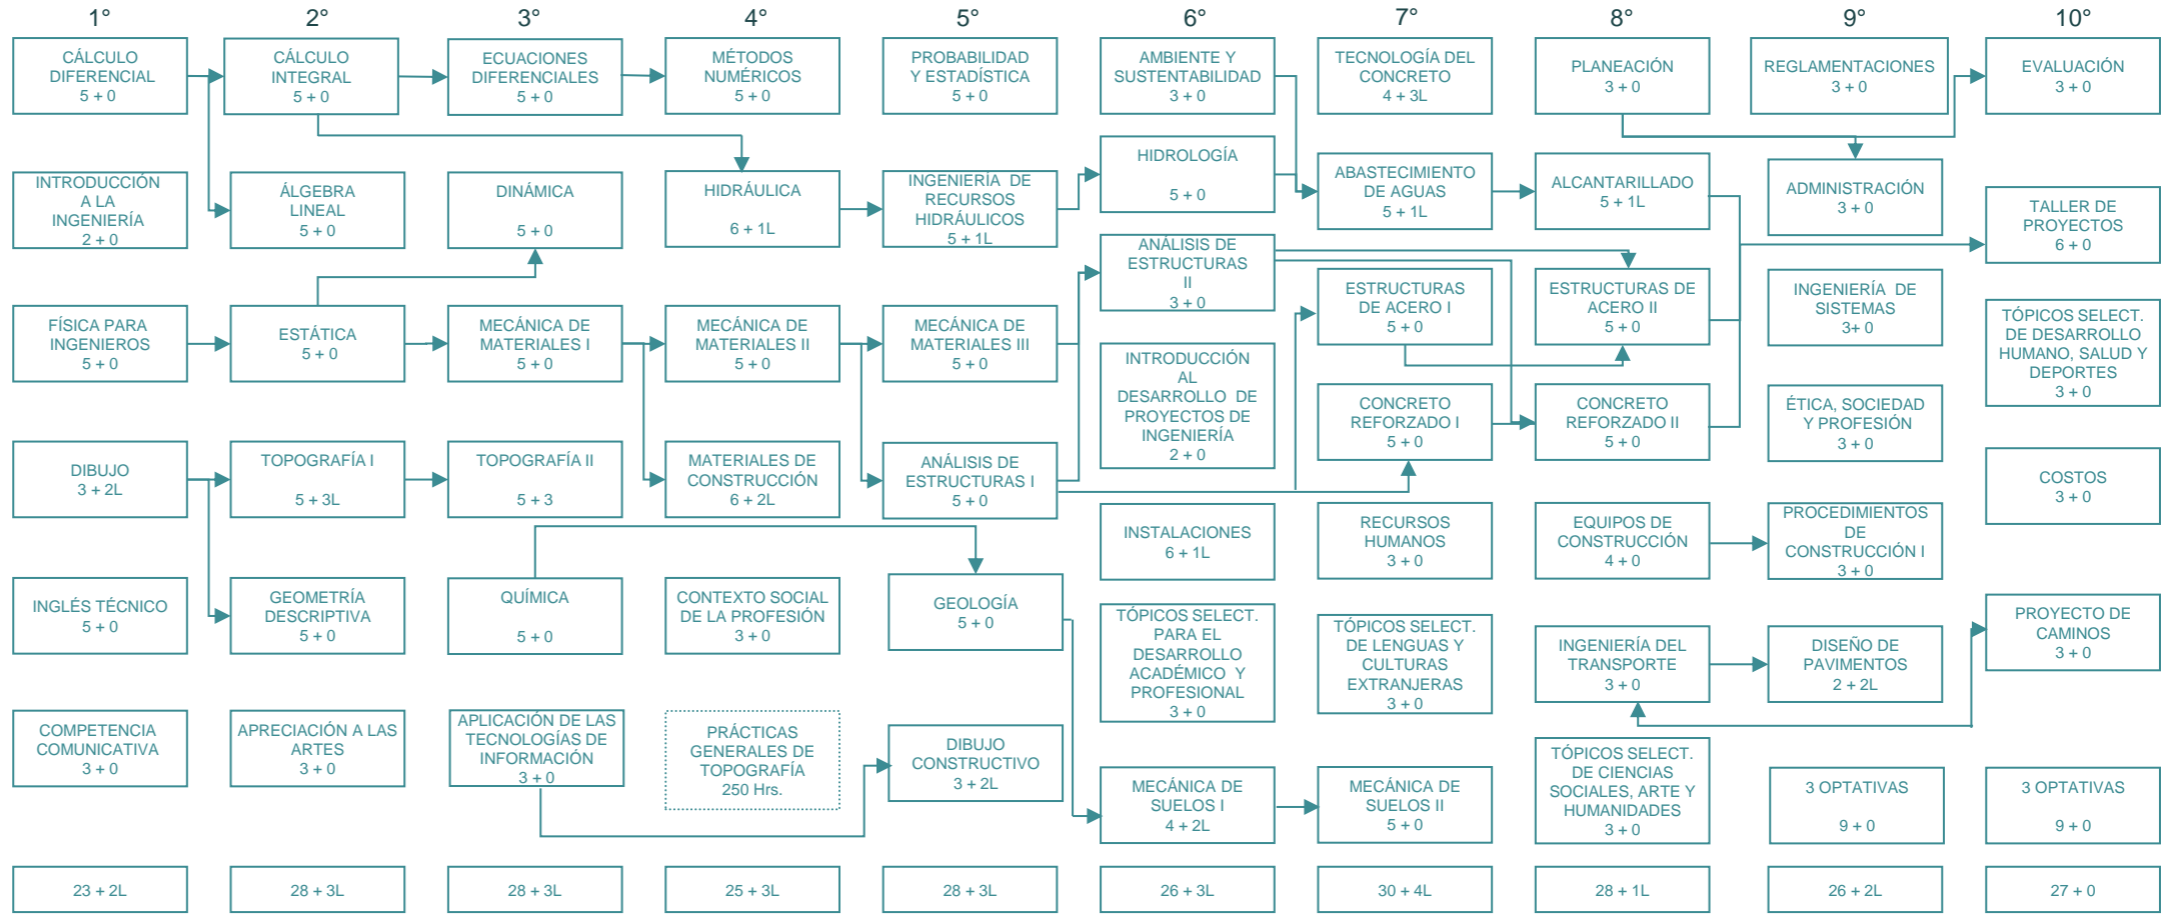 1°
2°
3°
4°
5°
6°
7°
8°
9°
10°
CÁLCULO
DIFERENCIAL
5 + 0
CÁLCULO
INTEGRAL
5 + 0
ECUACIONES
DIFERENCIALES
5 + 0
MÉTODOS
NUMÉRICOS
5 + 0
PROBABILIDAD
Y ESTADÍSTICA
5 + 0
AMBIENTE Y
SUSTENTABILIDAD
3 + 0
TECNOLOGÍA DEL
CONCRETO
4 + 3L
PLANEACIÓN
3 + 0
REGLAMENTACIONES
3 + 0
EVALUACIÓN
3 + 0
INTRODUCCIÓN
A LA
INGENIERÍA
2 + 0
ÁLGEBRA
LINEAL
5 + 0
DINÁMICA
5 + 0
HIDRÁULICA
6 + 1L
INGENIERÍA DE
RECURSOS
HIDRÁULICOS
5 + 1L
HIDROLOGÍA
5 + 0
ABASTECIMIENTO
DE AGUAS
5 + 1L
ALCANTARILLADO
5 + 1L
ADMINISTRACIÓN
3 + 0
TALLER DE
PROYECTOS
6 + 0
FÍSICA PARA
INGENIEROS
5 + 0
ESTÁTICA
5 + 0
MECÁNICA DE
MATERIALES I
5 + 0
MECÁNICA DE
MATERIALES II
5 + 0
MECÁNICA DE
MATERIALES III
5 + 0
ANÁLISIS DE
ESTRUCTURAS
II
3 + 0
ESTRUCTURAS
DE ACERO I
5 + 0
ESTRUCTURAS DE
ACERO II
5 + 0
INGENIERÍA DE
SISTEMAS
3+ 0
TÓPICOS SELECT.
DE DESARROLLO
HUMANO, SALUD Y
DEPORTES
3 + 0
INTRODUCCIÓN
AL
DESARROLLO DE
PROYECTOS DE
INGENIERÍA
2 + 0
CONCRETO
REFORZADO I
5 + 0
CONCRETO
REFORZADO II
5 + 0
ÉTICA, SOCIEDAD
Y PROFESIÓN
3 + 0
DIBUJO
3 + 2L
TOPOGRAFÍA I
5 + 3L
TOPOGRAFÍA II
5 + 3
MATERIALES DE
CONSTRUCCIÓN
6 + 2L
ANÁLISIS DE
ESTRUCTURAS I
5 + 0
COSTOS
3 + 0
INSTALACIONES
6 + 1L
RECURSOS
HUMANOS
3 + 0
EQUIPOS DE
CONSTRUCCIÓN
4 + 0
PROCEDIMIENTOS
DE
CONSTRUCCIÓN I
3 + 0
INGLÉS TÉCNICO
5 + 0
GEOMETRÍA
DESCRIPTIVA
5 + 0
QUÍMICA
5 + 0
CONTEXTO SOCIAL
DE LA PROFESIÓN
3 + 0
GEOLOGÍA
5 + 0
TÓPICOS SELECT.
PARA EL
DESARROLLO
ACADÉMICO Y
PROFESIONAL
3 + 0
TÓPICOS SELECT.
DE LENGUAS Y
CULTURAS
EXTRANJERAS
3 + 0
INGENIERÍA DEL
TRANSPORTE
3 + 0
DISEÑO DE
PAVIMENTOS
2 + 2L
PROYECTO DE
CAMINOS
3 + 0
COMPETENCIA
COMUNICATIVA
3 + 0
APRECIACIÓN A LAS
ARTES
3 + 0
APLICACIÓN DE LAS
TECNOLOGÍAS DE
INFORMACIÓN
3 + 0
PRÁCTICAS
GENERALES DE
TOPOGRAFÍA
250 Hrs.
DIBUJO
CONSTRUCTIVO
3 + 2L
MECÁNICA DE
SUELOS I
4 + 2L
MECÁNICA DE
SUELOS II
5 + 0
TÓPICOS SELECT.
DE CIENCIAS
SOCIALES, ARTE Y
HUMANIDADES
3 + 0
3 OPTATIVAS
9 + 0
3 OPTATIVAS
9 + 0
23 + 2L
28 + 3L
28 + 3L
25 + 3L
28 + 3L
26 + 3L
30 + 4L
28 + 1L
26 + 2L
27 + 0